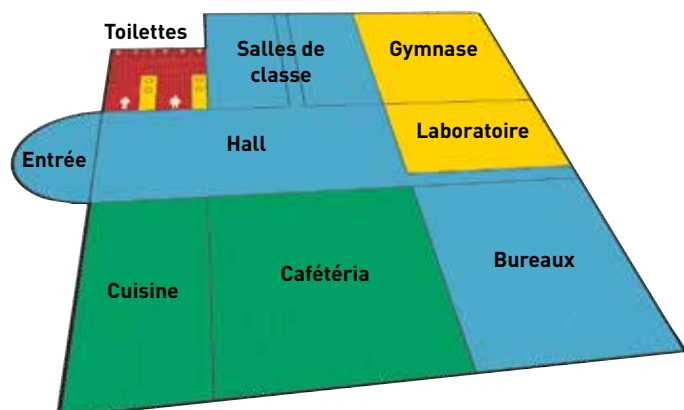 Toilettes
Salles de
classe
Gymnase
Entrée
Hall
Laboratoire
Cuisine
Cafétéria
Bureaux